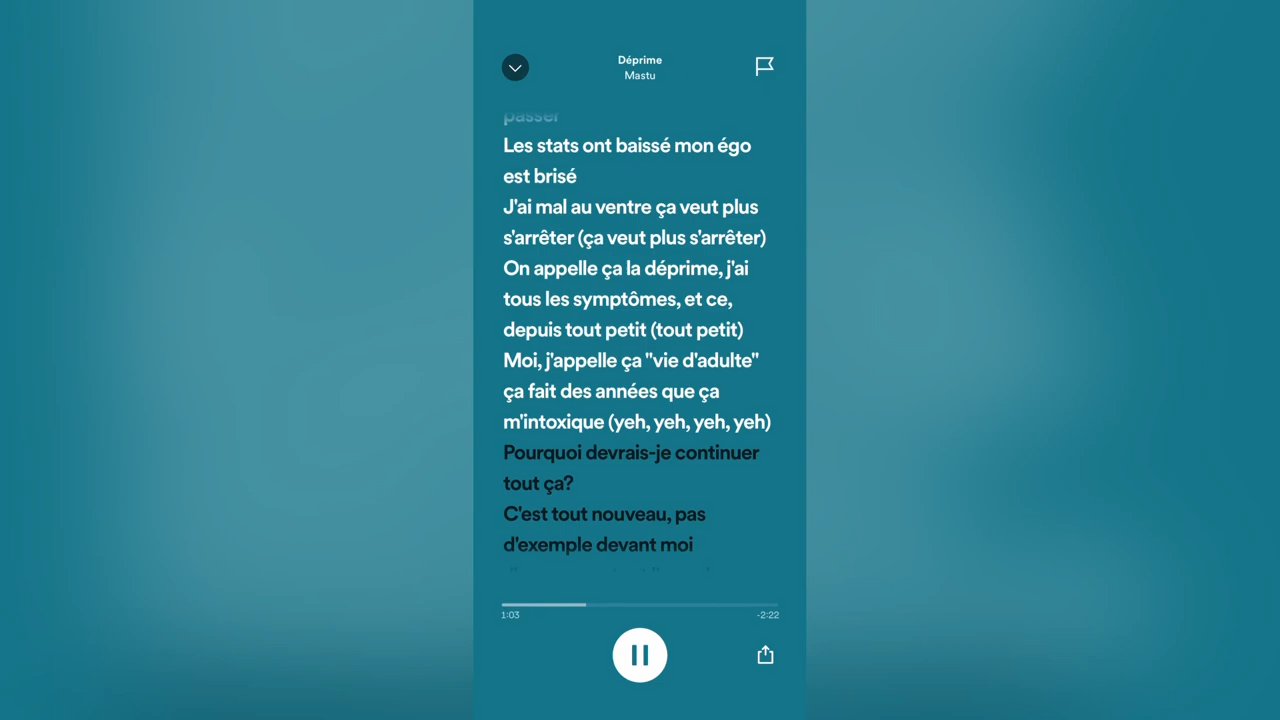 Déprime
Mastu
passer
Les stats ont baissé mon égo
est brisé
J'ai mal au ventre ça veut plus
s'arrêter (ça veut plus s'arrêter)
On appelle ça la déprime, j'ai
tous les symptômes, et ce,
depuis tout petit (tout petit)
Moi, j'appelle ça "vie d'adulte"
ça fait des années que ça
m'intoxique (yeh, yeh, yeh, yeh)
Pourquoi devrais-je continuer
tout ça?
C'est tout nouveau, pas
d'exemple devant moi
1:03
-2:22